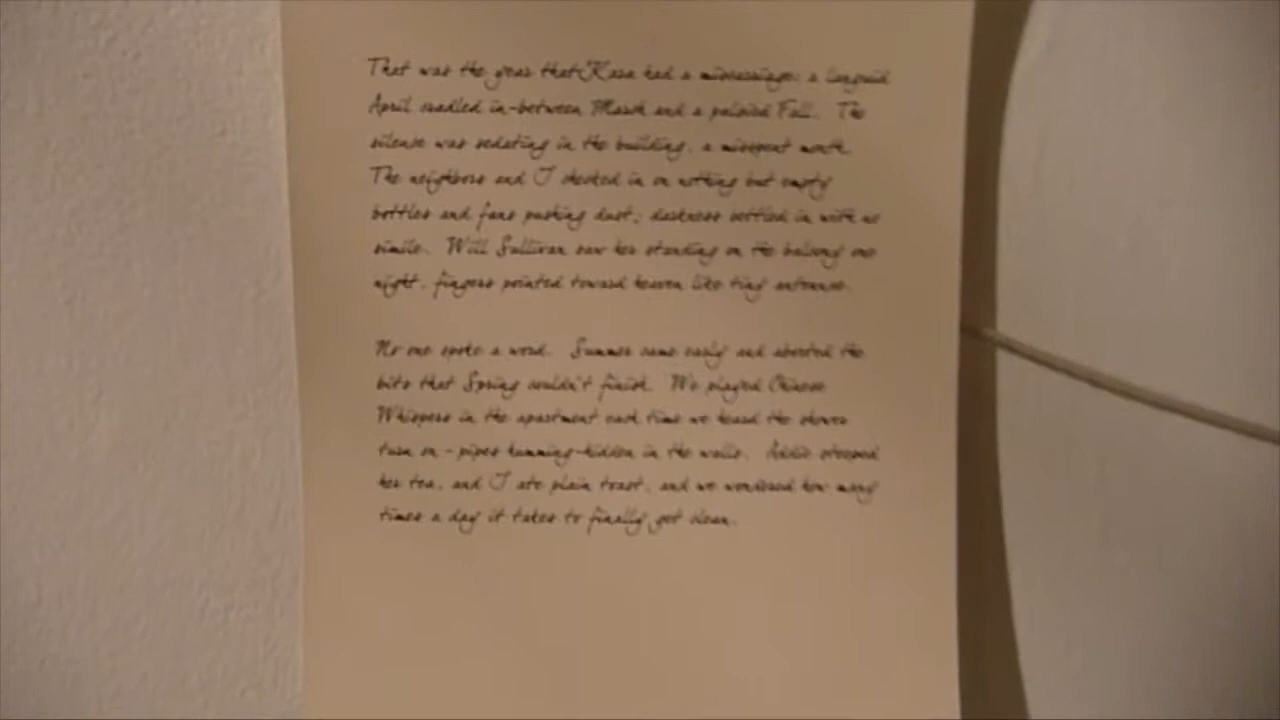 That was the year that Kara had a miscarriage: a languid
April cradled in-between March and a palsied Fall. The
silence was sedating in the building, a misspent month.
The neighbors and I checked in on nothing but empty
bottles and fans pushing dust; darkness settled in with no
simile. Will Sullivan saw her standing on the balcony one
night, fingers pointed toward heaven like tiny antennae.
No one spoke a word. Summer came early and aborted the
bits that Spring couldn't finish. We played Chinese
Whispers in the apartment each time we heard the shower
turn on - pipes humming-hidden in the walls. Addie steeped
her tea, and I ate plain toast, and we wondered how many
times a day it takes to finally get clean.